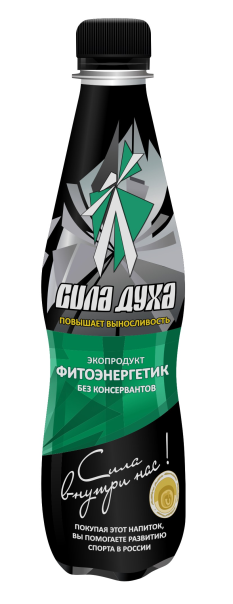 СИЛА ДУХА
ПОВЫШАЕТ ВЫНОСЛИВОСТЬ
ЭКОПРОДУКТ
ФИТОЭНЕРГЕТИК
БЕЗ КОНСЕРВАНТОВ
Сила
внутри нас!
ПОКУПАЯ ЭТОТ НАПИТОК,
ВЫ ПОМОГАЕТЕ РАЗВИТИЮ
СПОРТА В РОССИИ